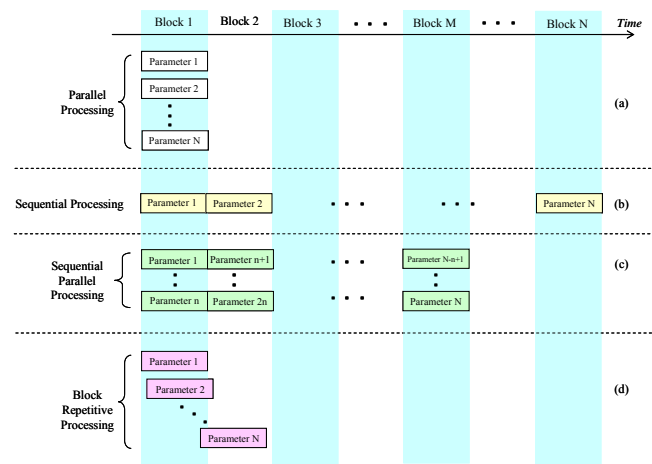 Block 1 Block 2 Block 3 • • • Block M • • • Block N Time
Parallel
Processing
Parameter 1
Parameter 2
Parameter N
(a)
Sequential Processing Parameter 1 Parameter 2 • • • • • • Parameter N (b)
Sequential
Parallel
Processing
Parameter 1 Parameter n+1 • • • Parameter N-n+1
Parameter n Parameter 2n • • • Parameter N
(c)
Block
Repetitive
Processing
Parameter 1
Parameter 2
Parameter N
(d)